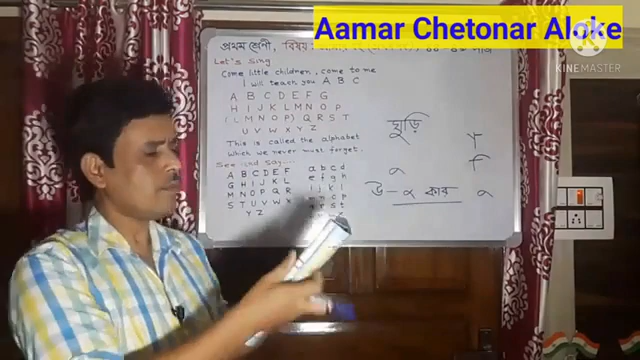 Aamar Chetonar Aloke
KINEMASTER
প্রথম শ্রেণী, বিষয়ঃ
Let's Sing
Come little children, come to me
I will teach you A B C
A B C D E F G
H I J K L M N O P
(L M N O P) Q R S T
U V W X Y Z
This is called the alphabet
which we never must forget.
See and Say....
A B C D E F
G H I J K L
M N O P Q R
S T U V W X
Y Z
a b c d
e f g h
i j k l
m n o p
q r s t
ঘুড়ি
উ - ু কার